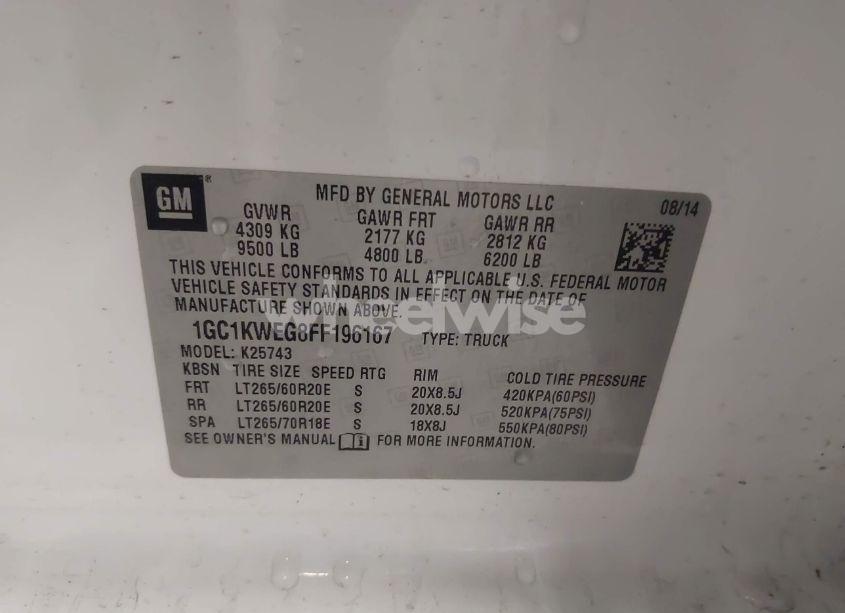 GM®
MFD BY GENERAL MOTORS LLC
08/14
GVWR GAWR FRT GAWR RR
4309 KG 2177 KG 2812 KG
9500 LB 4800 LB 6200 LB
THIS VEHICLE CONFORMS TO ALL APPLICABLE U.S. FEDERAL MOTOR
VEHICLE SAFETY STANDARDS IN EFFECT ON THE DATE OF
MANUFACTURE SHOWN ABOVE.
wheelwise
1GC1KWEG8FF196167 TYPE: TRUCK
MODEL: K25743
KBSN TIRE SIZE SPEED RTG RIM COLD TIRE PRESSURE
FRT LT265/60R20E S 20X8.5J 420KPA(60PSI)
RR LT265/60R20E S 20X8.5J 520KPA(75PSI)
SPA LT265/70R18E S 18X8J 550KPA(80PSI)
SEE OWNER'S MANUAL FOR MORE INFORMATION.